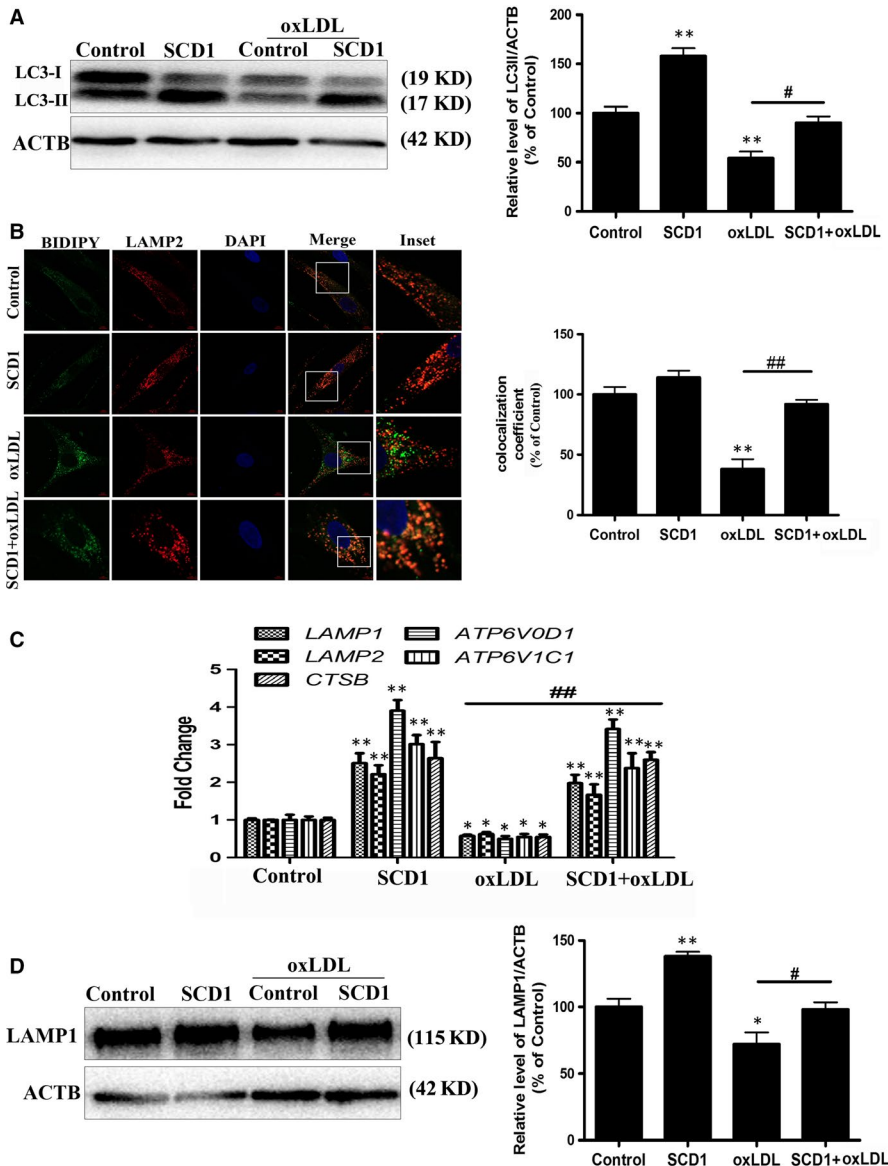 A
oxLDL
Control SCD1 Control SCD1
LC3-I
(19 KD)
LC3-II
(17 KD)
ACTB
(42 KD)
Relative level of LC3II/ACTB
(% of Control)
200
150
100
50
0
**
**
#
Control SCD1 oxLDL SCD1+oxLDL
B
BIDIPY LAMP2 DAPI Merge Inset
Control
SCD1
oxLDL
SCD1+oxLDL
colocalization
coefficient
(% of Control)
150
100
50
0
**
##
Control SCD1 oxLDL SCD1+oxLDL
C
LAMP1 ATP6V0D1
LAMP2 ATP6V1C1
CTSB
Fold Change
5
4
3
2
1
0
** ** ** ** **
* * * * *
##
** ** ** ** **
Control SCD1 oxLDL SCD1+oxLDL
D
oxLDL
Control SCD1 Control SCD1
LAMP1
(115 KD)
ACTB
(42 KD)
Relative level of LAMP1/ACTB
(% of Control)
150
100
50
0
**
*
#
Control SCD1 oxLDL SCD1+oxLDL